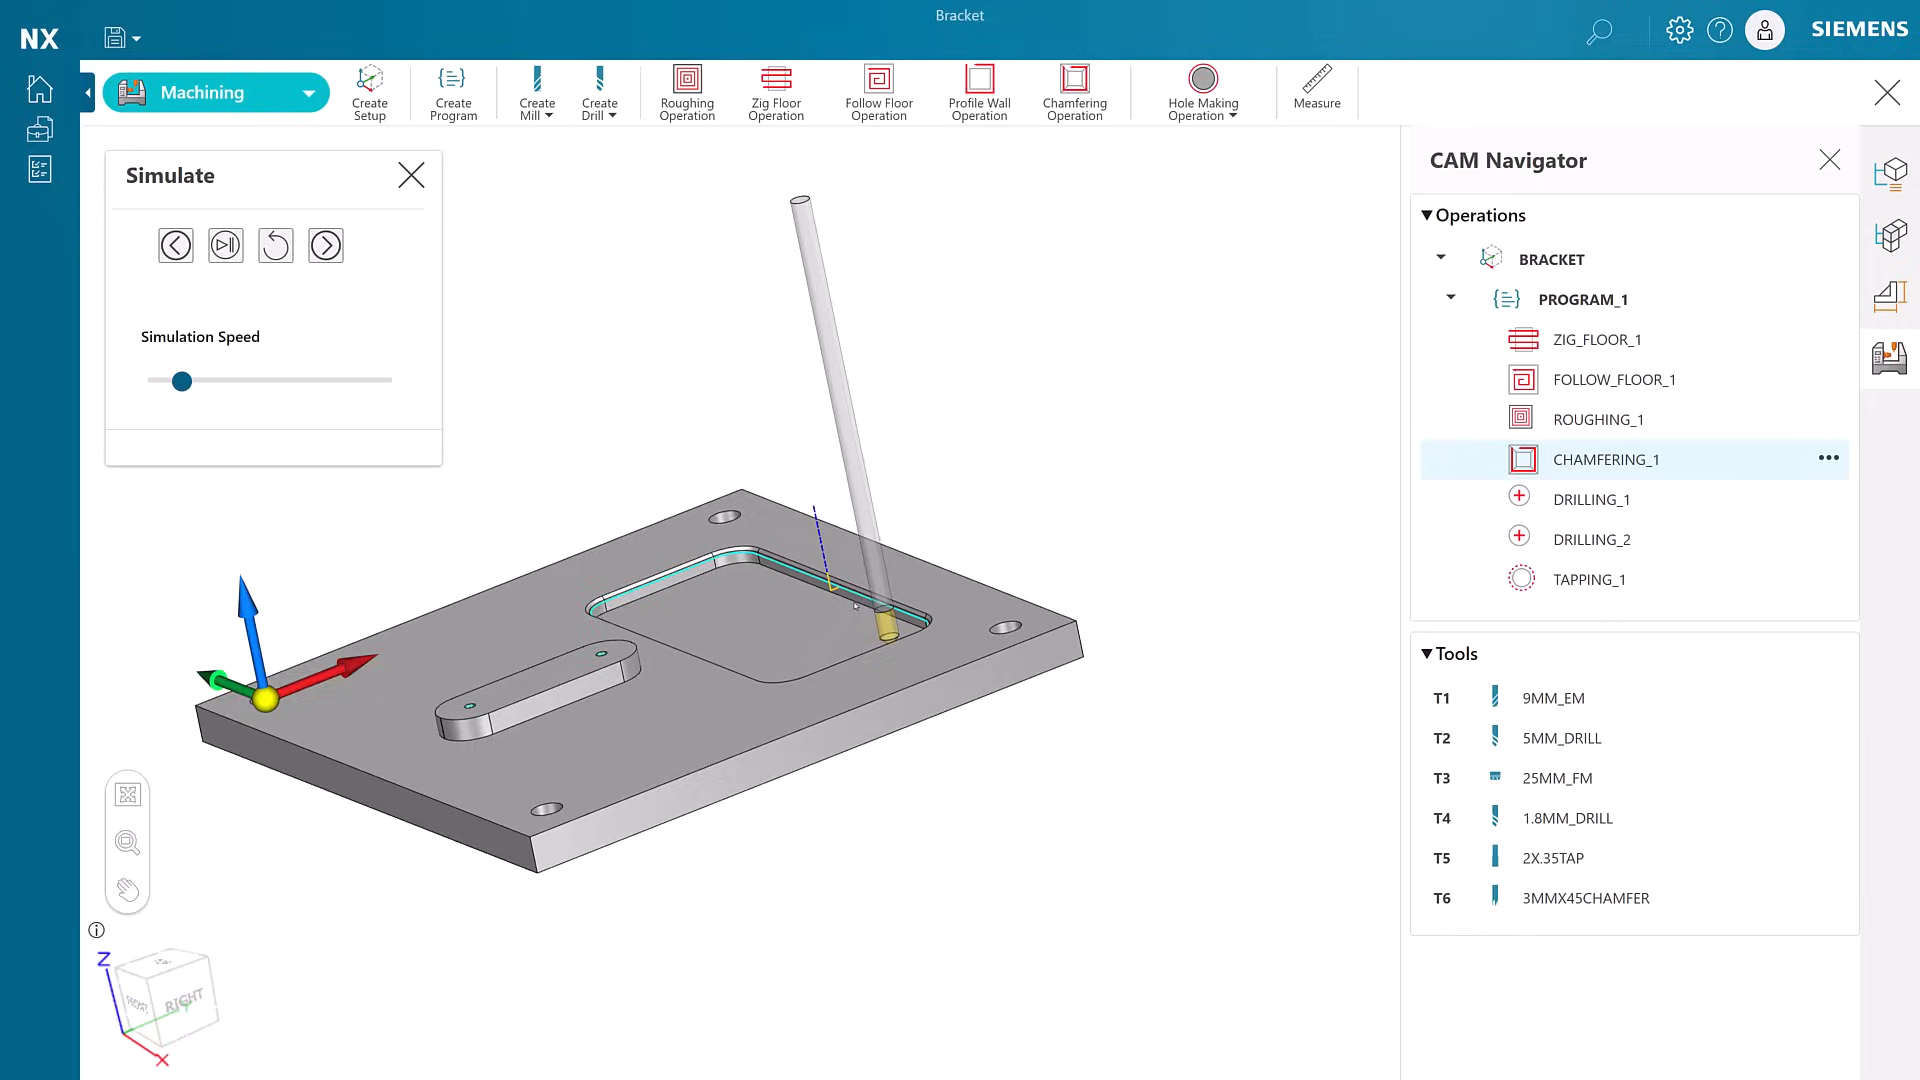 Bracket
NX
SIEMENS
Machining
Create
Setup
Create
Program
Create
Mill
Create
Drill
Roughing
Operation
Zig Floor
Operation
Follow Floor
Operation
Profile Wall
Operation
Chamfering
Operation
Hole Making
Operation
Measure
Simulate
Simulation Speed
CAM Navigator
Operations
BRACKET
PROGRAM_1
ZIG_FLOOR_1
FOLLOW_FLOOR_1
ROUGHING_1
CHAMFERING_1
DRILLING_1
DRILLING_2
TAPPING_1
Tools
T1 9MM_EM
T2 5MM_DRILL
T3 25MM_FM
T4 1.8MM_DRILL
T5 2X.35TAP
T6 3MMX45CHAMFER
Z
RIGHT
X